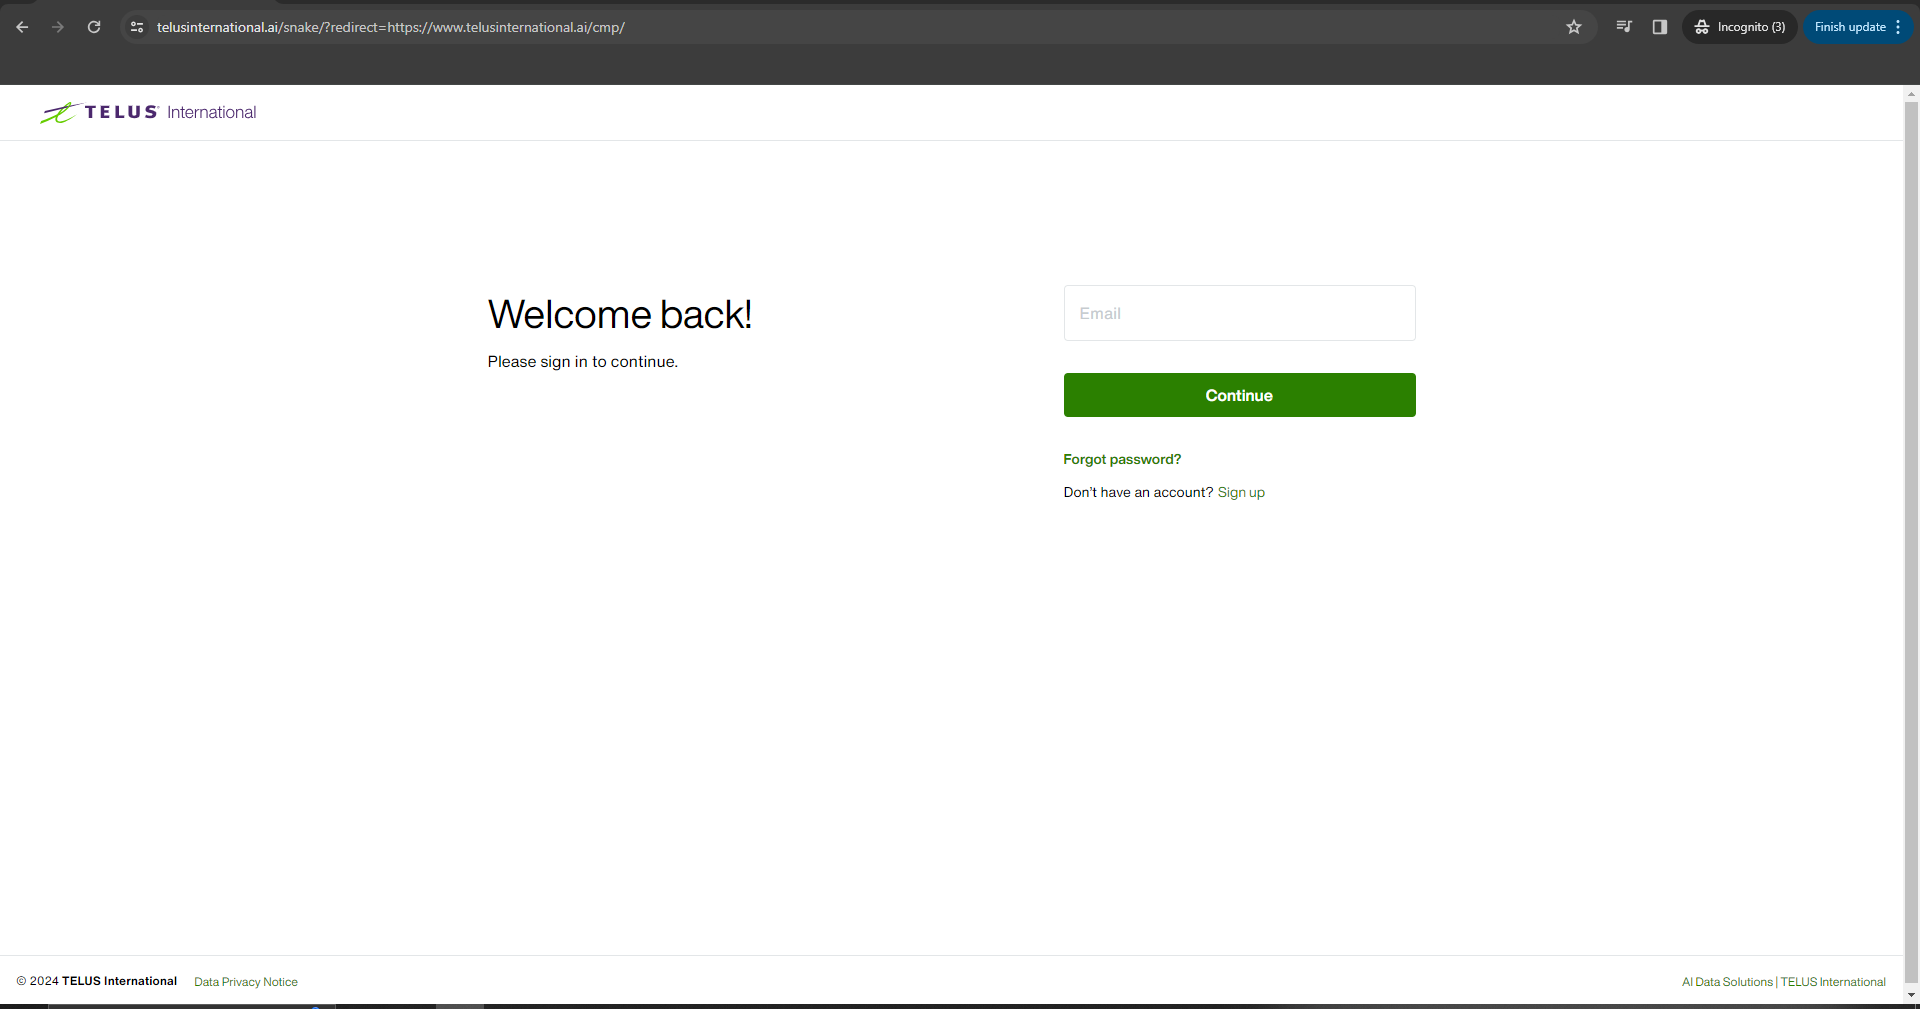 telusinternational.ai/snake/?redirect=https://www.telusinternational.ai/cmp/
Incognito (3)
Finish update
TELUS International
Welcome back!
Please sign in to continue.
Email
Continue
Forgot password?
Don't have an account? Sign up
© 2024 TELUS International Data Privacy Notice
AI Data Solutions | TELUS International